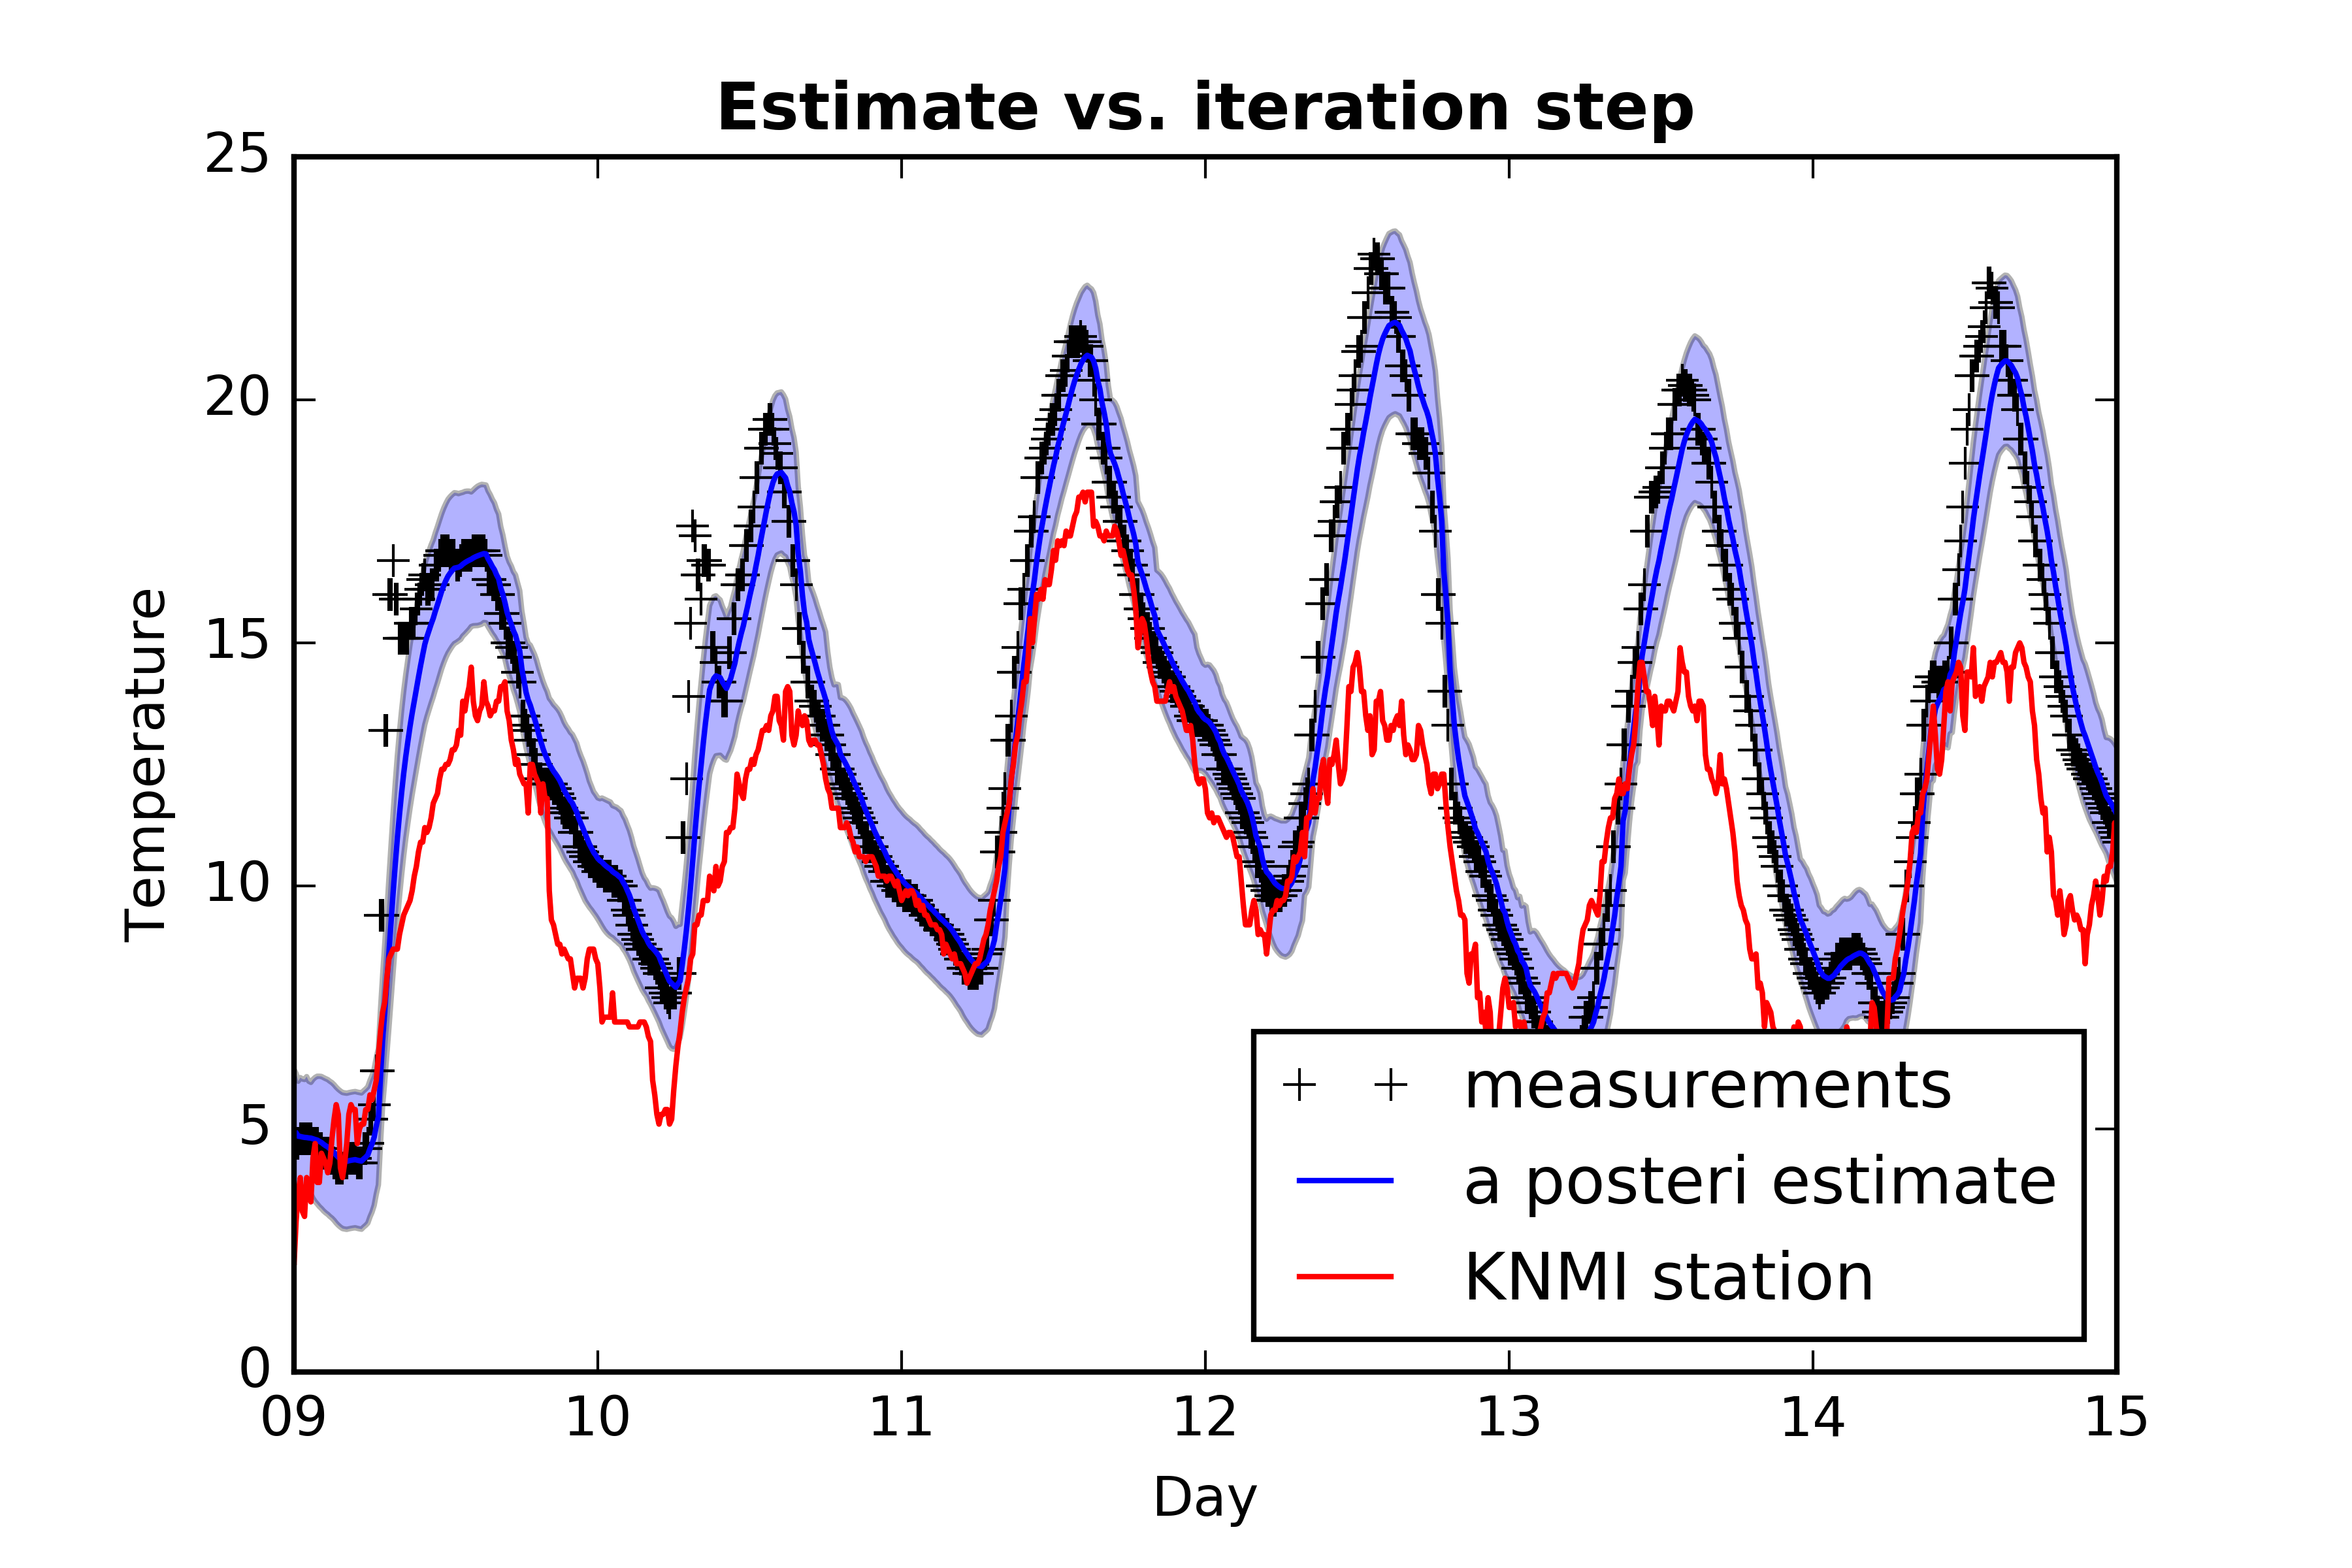 Estimate vs. iteration step
25
20
15
10
5
0
Temperature
09 10 11 12 13 14 15
Day
measurements
a posteri estimate
KNMI station